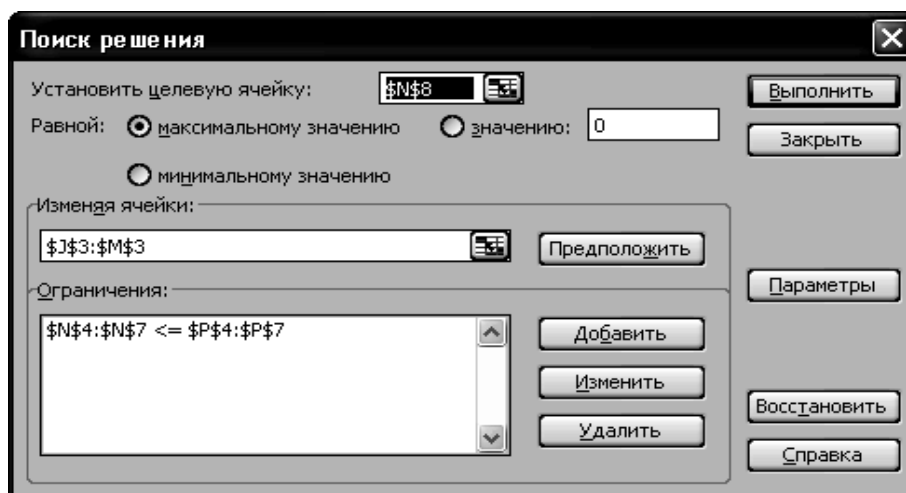 Поиск решения
Установить целевую ячейку: $N$8
Выполнить
Равной: максимальному значению значению: 0
Закрыть
минимальному значению
Изменяя ячейки:
$J$3:$M$3
Предположить
Параметры
Ограничения:
$N$4:$N$7 <= $P$4:$P$7
Добавить
Изменить
Удалить
Восстановить
Справка